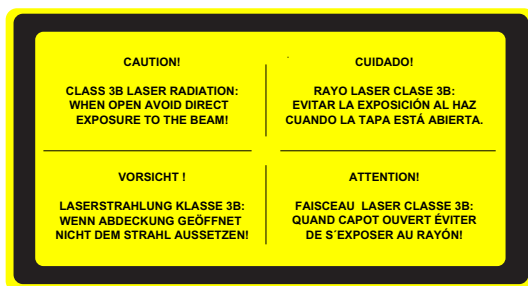 CAUTION!
CLASS 3B LASER RADIATION:
WHEN OPEN AVOID DIRECT
EXPOSURE TO THE BEAM!
CUIDADO!
RAYO LASER CLASE 3B:
EVITAR LA EXPOSICIÓN AL HAZ
CUANDO LA TAPA ESTÁ ABIERTA.
VORSICHT !
LASERSTRAHLUNG KLASSE 3B:
WENN ABDECKUNG GEÖFFNET
NICHT DEM STRAHL AUSSETZEN!
ATTENTION!
FAISCEAU LASER CLASSE 3B:
QUAND CAPOT OUVERT ÉVITER
DE S´EXPOSER AU RAYÓN!